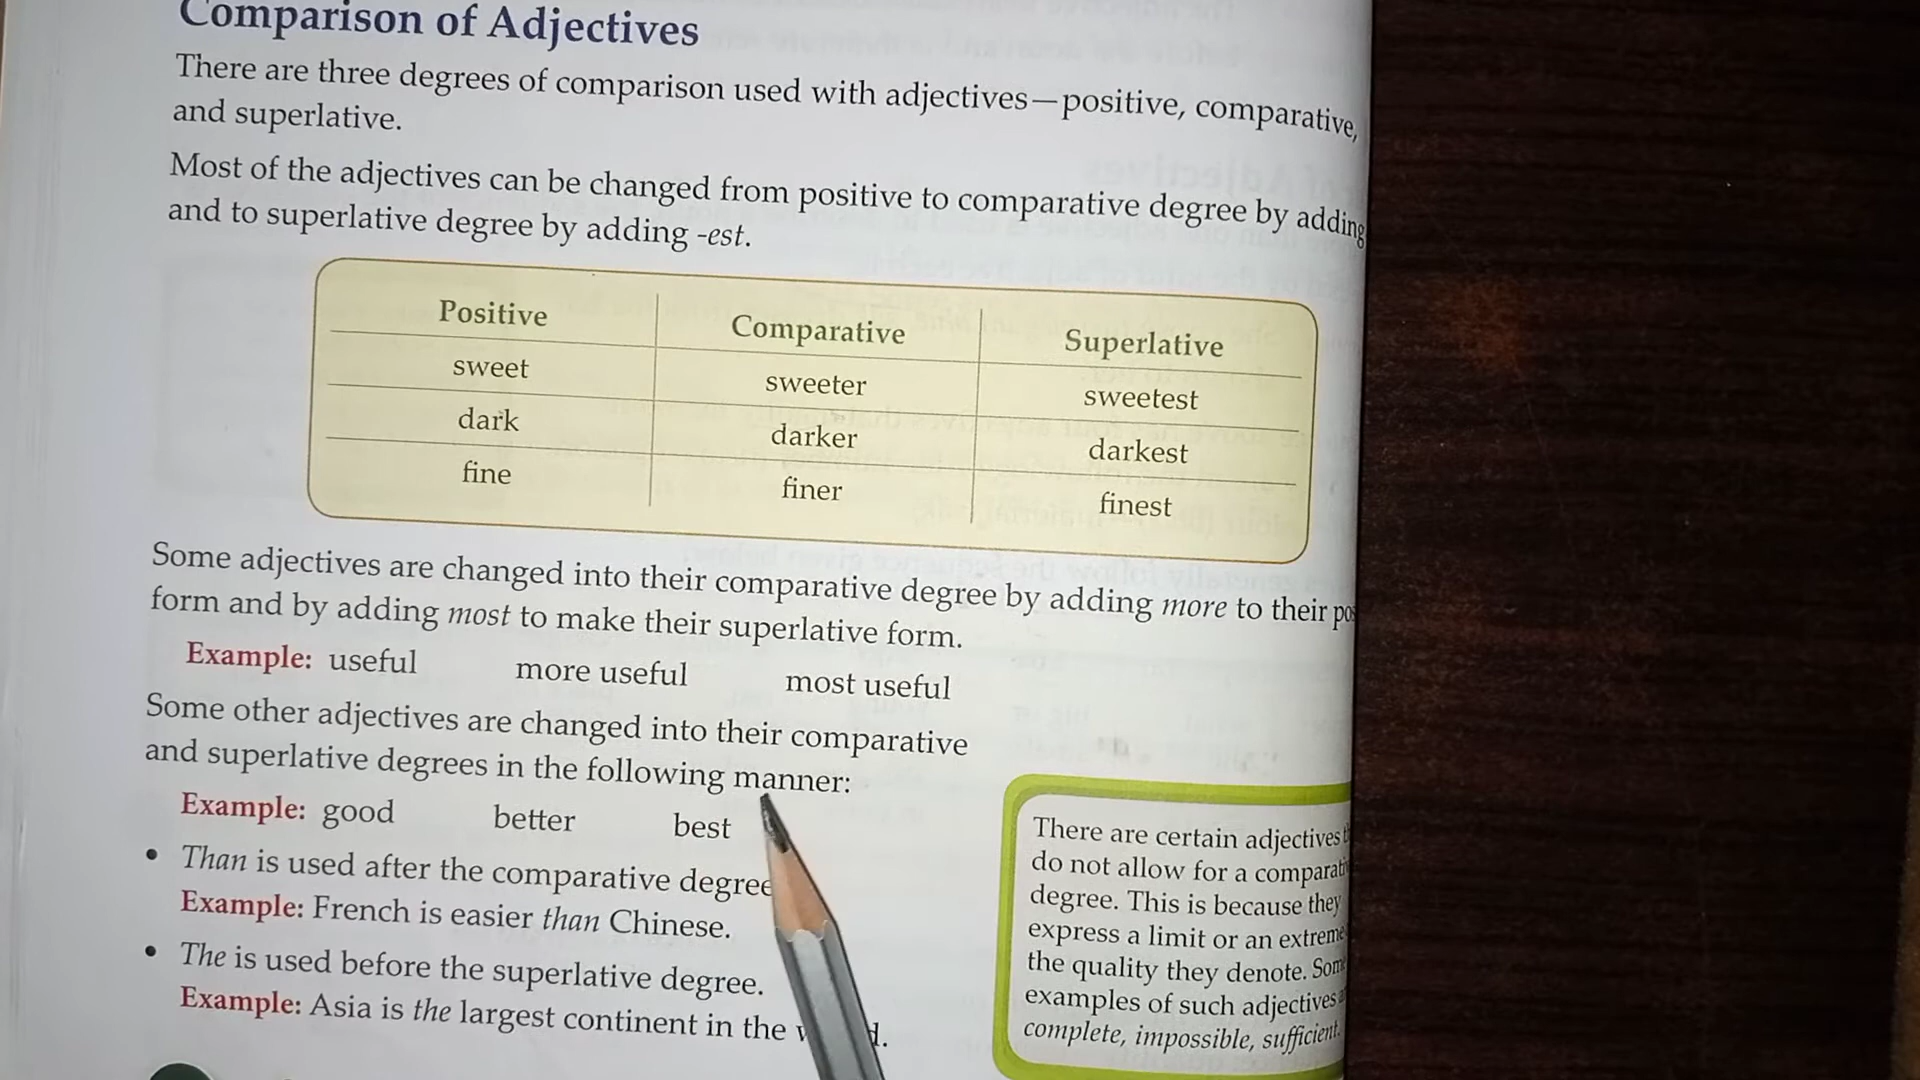 Comparison of Adjectives
There are three degrees of comparison used with adjectives—positive, comparative,
and superlative.
Most of the adjectives can be changed from positive to comparative degree by adding
and to superlative degree by adding -est.
Positive Comparative Superlative
sweet sweeter sweetest
dark darker darkest
fine finer finest
Some adjectives are changed into their comparative degree by adding more to their
form and by adding most to make their superlative form.
Example: useful more useful most useful
Some other adjectives are changed into their comparative
and superlative degrees in the following manner:
Example: good better best
• Than is used after the comparative degree
Example: French is easier than Chinese.
• The is used before the superlative degree.
Example: Asia is the largest continent in the
There are certain adjectives
do not allow for a
degree. This is because they
express a limit or an extreme
the quality they denote.
examples of such adjectives
complete, impossible, sufficient.